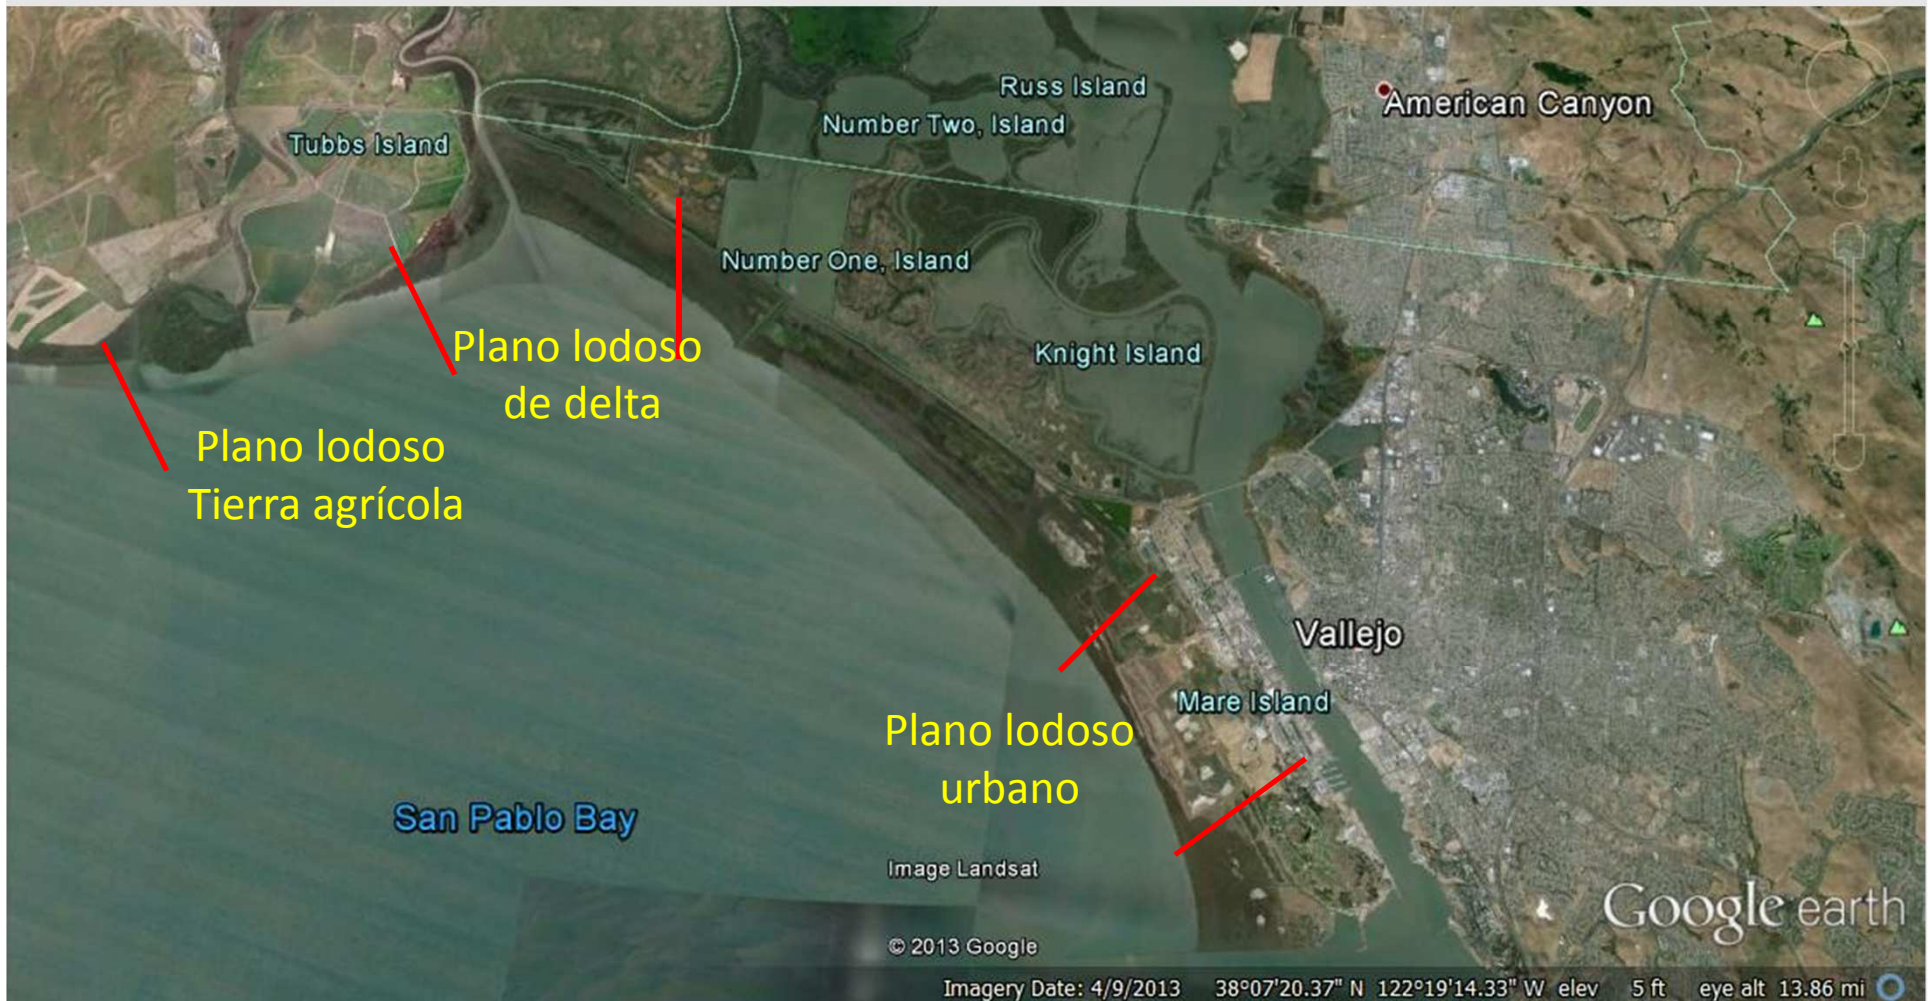 Russ Island
American Canyon
Number Two, Island
Tubbs Island
Number One, Island
Plano lodoso
de delta
Knight Island
Plano lodoso
Tierra agrícola
Vallejo
Mare Island
Plano lodoso
urbano
San Pablo Bay
Image Landsat
Google earth
© 2013 Google
Imagery Date: 4/9/2013 38°07'20.37" N 122°19'14.33" W elev 5 ft eye alt 13.86 mi